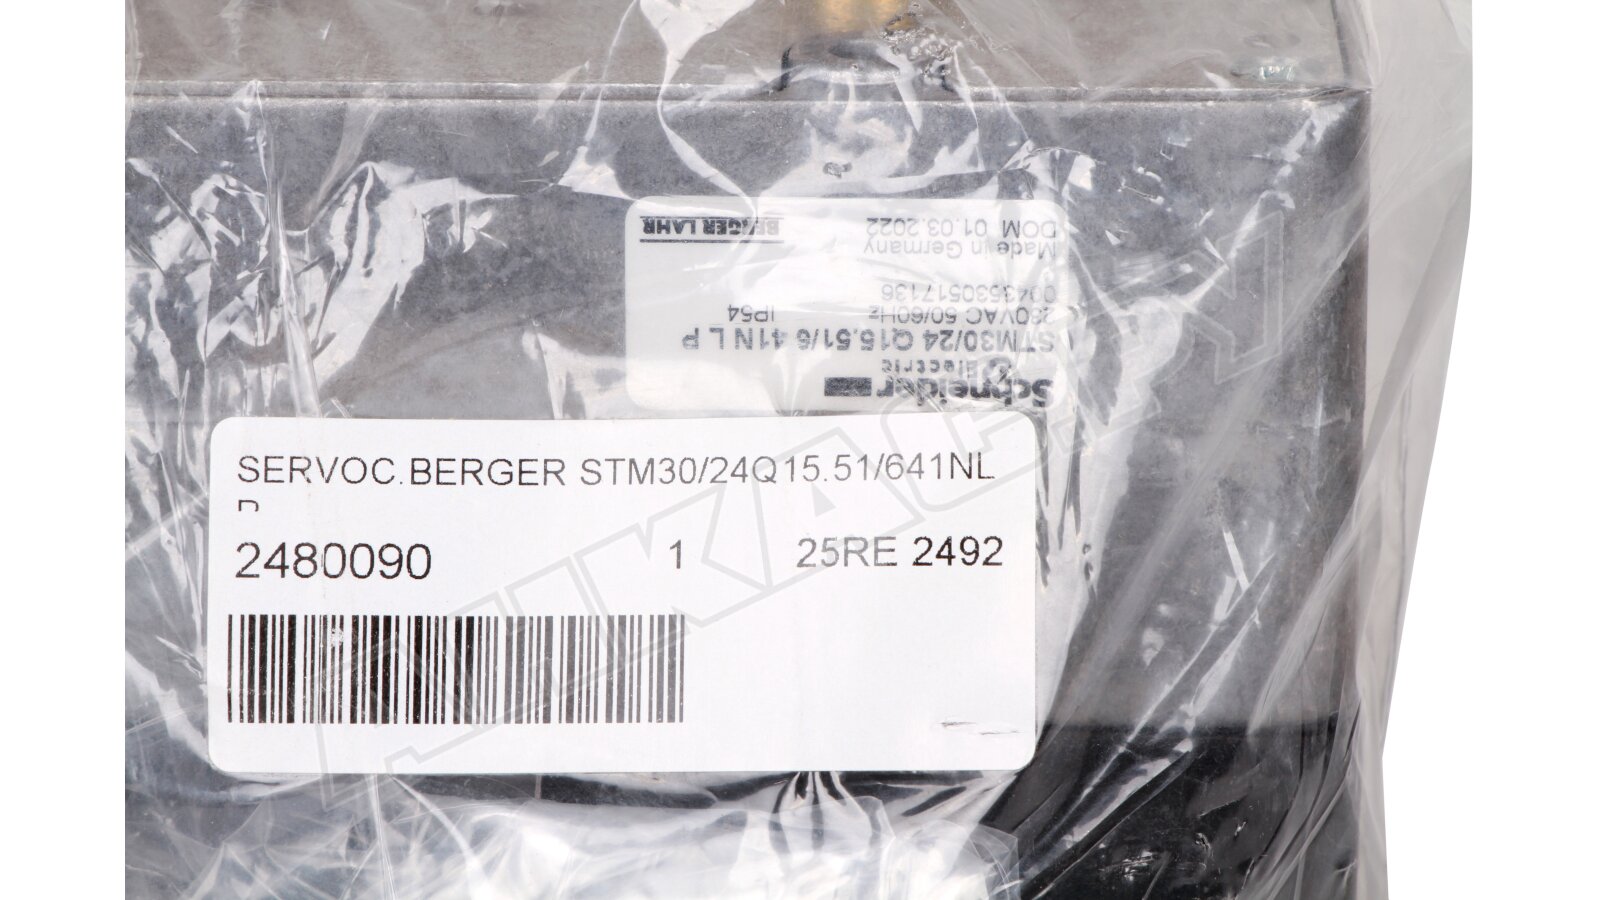 BERGER LAHR
DOM 01.03.2022
Made in Germany
0043530517136
230VAC 50/60Hz IP54
STM30/24 Q15.51/6 41N L P
Schneider
Electric
SERVOC.BERGER STM30/24Q15.51/641NL
2480090 1 25RE 2492